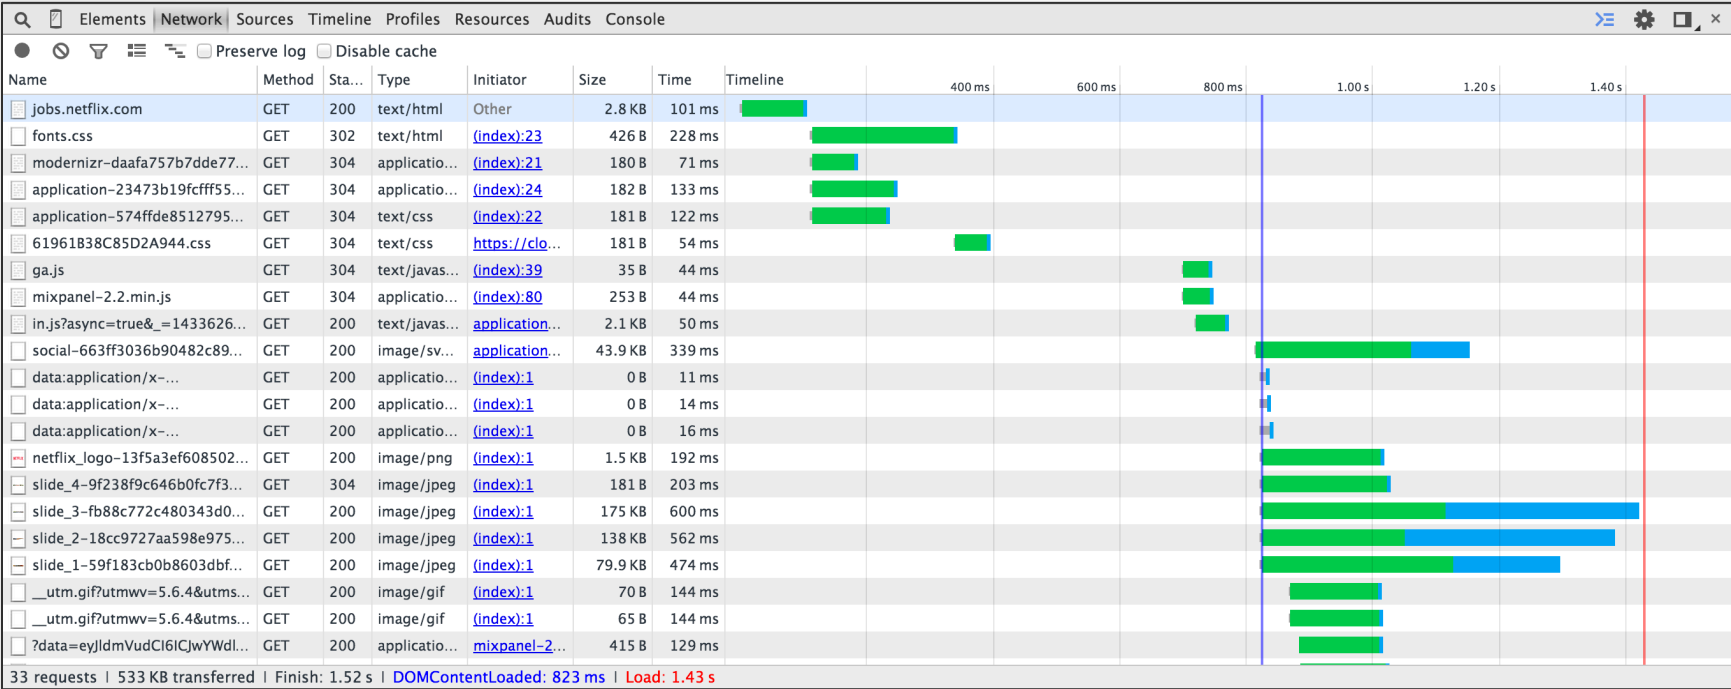 Elements Network Sources Timeline Profiles Resources Audits Console
Preserve log Disable cache
Name Method Sta... Type Initiator Size Time Timeline 400 ms 600 ms 800 ms 1.00 s 1.20 s 1.40 s
jobs.netflix.com GET 200 text/html Other 2.8 KB 101 ms
fonts.css GET 302 text/html (index):23 426 B 228 ms
modernizr-daafa757b7dde77... GET 304 applicatio... (index):21 180 B 71 ms
application-23473b19fcfff55... GET 304 applicatio... (index):24 182 B 133 ms
application-574ffde8512795... GET 304 text/css (index):22 181 B 122 ms
61961B38C85D2A944.css GET 304 text/css https://clo... 181 B 54 ms
ga.js GET 304 text/javas... (index):39 35 B 44 ms
mixpanel-2.2.min.js GET 304 applicatio... (index):80 253 B 44 ms
in.js?async=true&_=1433626... GET 200 text/javas... application... 2.1 KB 50 ms
social-663ff3036b90482c89... GET 200 image/sv... application... 43.9 KB 339 ms
data:application/x-... GET 200 applicatio... (index):1 0 B 11 ms
data:application/x-... GET 200 applicatio... (index):1 0 B 14 ms
data:application/x-... GET 200 applicatio... (index):1 0 B 16 ms
netflix_logo-13f5a3ef608502... GET 200 image/png (index):1 1.5 KB 192 ms
slide_4-9f238f9c646b0fc7f3... GET 304 image/jpeg (index):1 181 B 203 ms
slide_3-fb88c772c480343d0... GET 200 image/jpeg (index):1 175 KB 600 ms
slide_2-18cc9727aa598e975... GET 200 image/jpeg (index):1 138 KB 562 ms
slide_1-59f183cb0b8603dbf... GET 200 image/jpeg (index):1 79.9 KB 474 ms
__utm.gif?utmwv=5.6.4&utms... GET 200 image/gif (index):1 70 B 144 ms
__utm.gif?utmwv=5.6.4&utms... GET 200 image/gif (index):1 65 B 144 ms
?data=eyJldmVudCI6ICJwYWdl... GET 200 applicatio... mixpanel-2... 415 B 129 ms
33 requests | 533 KB transferred | Finish: 1.52 s | DOMContentLoaded: 823 ms | Load: 1.43 s